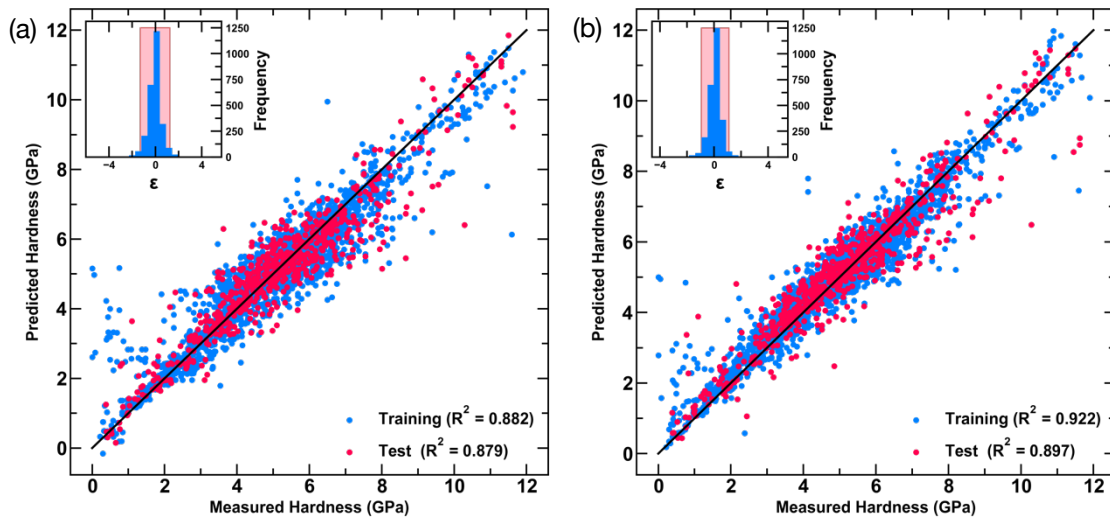 (a)
1250
1000
750
500
250
0
Frequency
−4 0 4
ε
12
10
8
6
4
2
0
Predicted Hardness (GPa)
Training (R² = 0.882)
Test (R² = 0.879)
0 2 4 6 8 10 12
Measured Hardness (GPa)
(b)
1250
1000
750
500
250
0
Frequency
−4 0 4
ε
12
10
8
6
4
2
0
Predicted Hardness (GPa)
Training (R² = 0.922)
Test (R² = 0.897)
0 2 4 6 8 10 12
Measured Hardness (GPa)